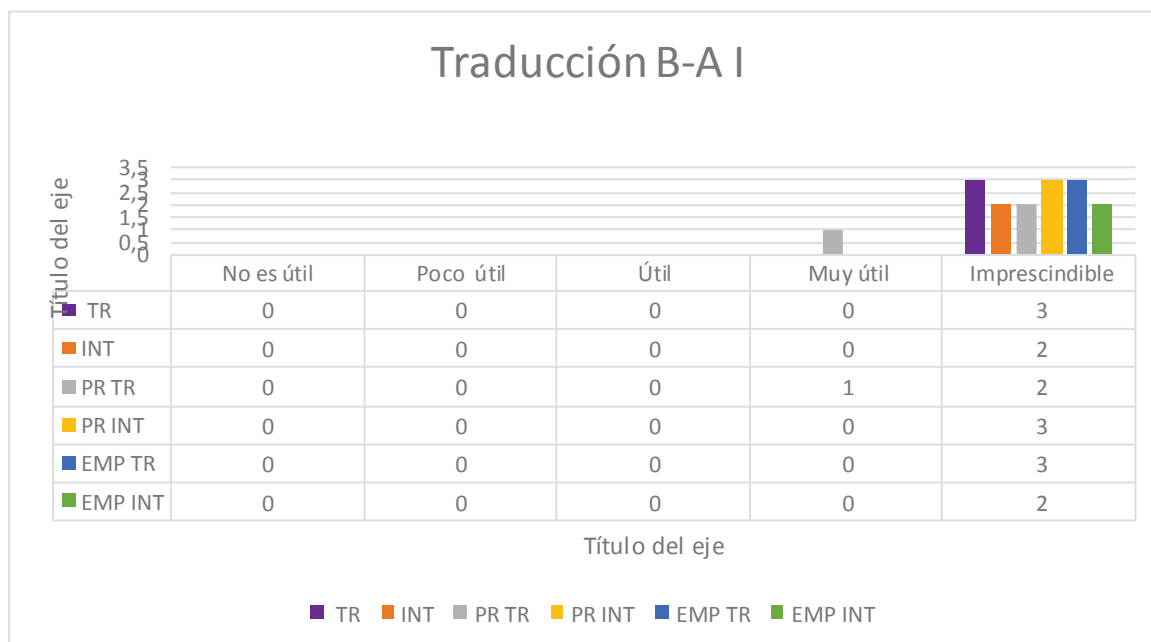 Traducción B-A I
Título del eje
3,5
3
2,5
2
1,5
1
0,5
0
No es útil Poco útil Útil Muy útil Imprescindible
TR 0 0 0 0 3
INT 0 0 0 0 2
PR TR 0 0 0 1 2
PR INT 0 0 0 0 3
EMP TR 0 0 0 0 3
EMP INT 0 0 0 0 2
Título del eje
TR INT PR TR PR INT EMP TR EMP INT